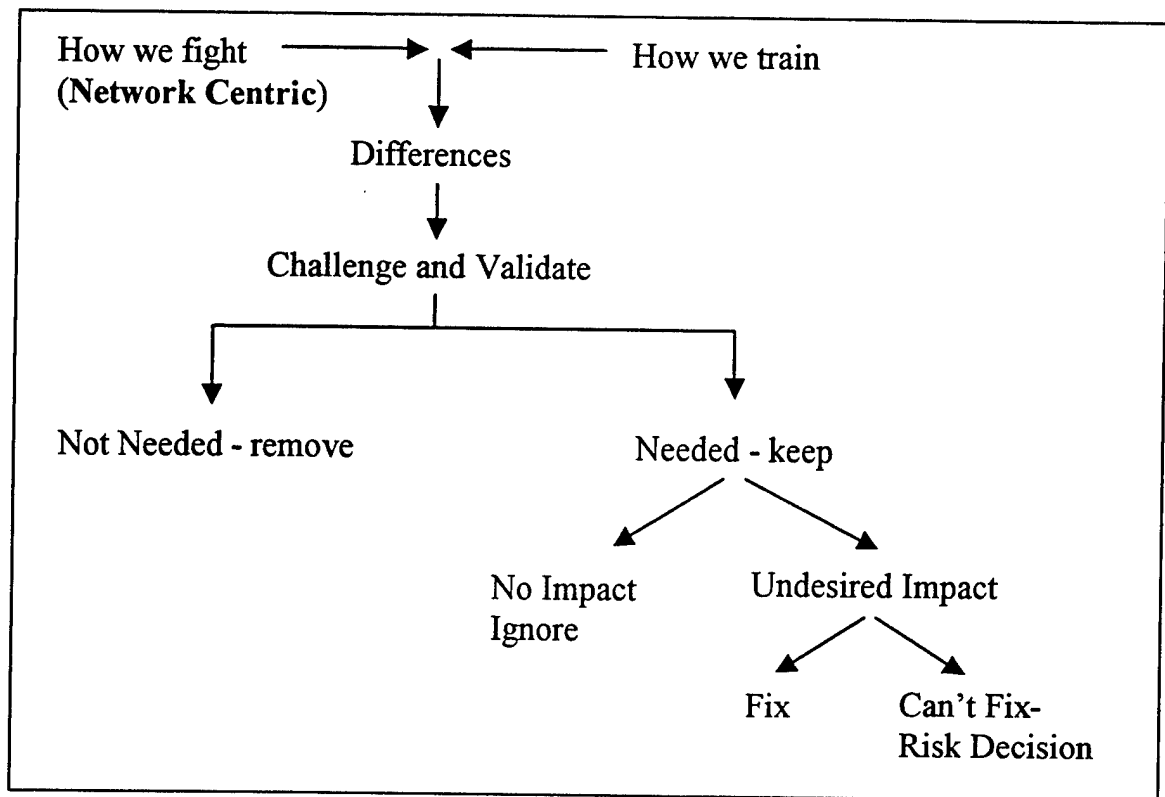 How we fight
How we train
(Network Centric)
Differences
Challenge and Validate
Not Needed - remove
Needed - keep
No Impact
Ignore
Undesired Impact
Fix
Can't Fix-
Risk Decision